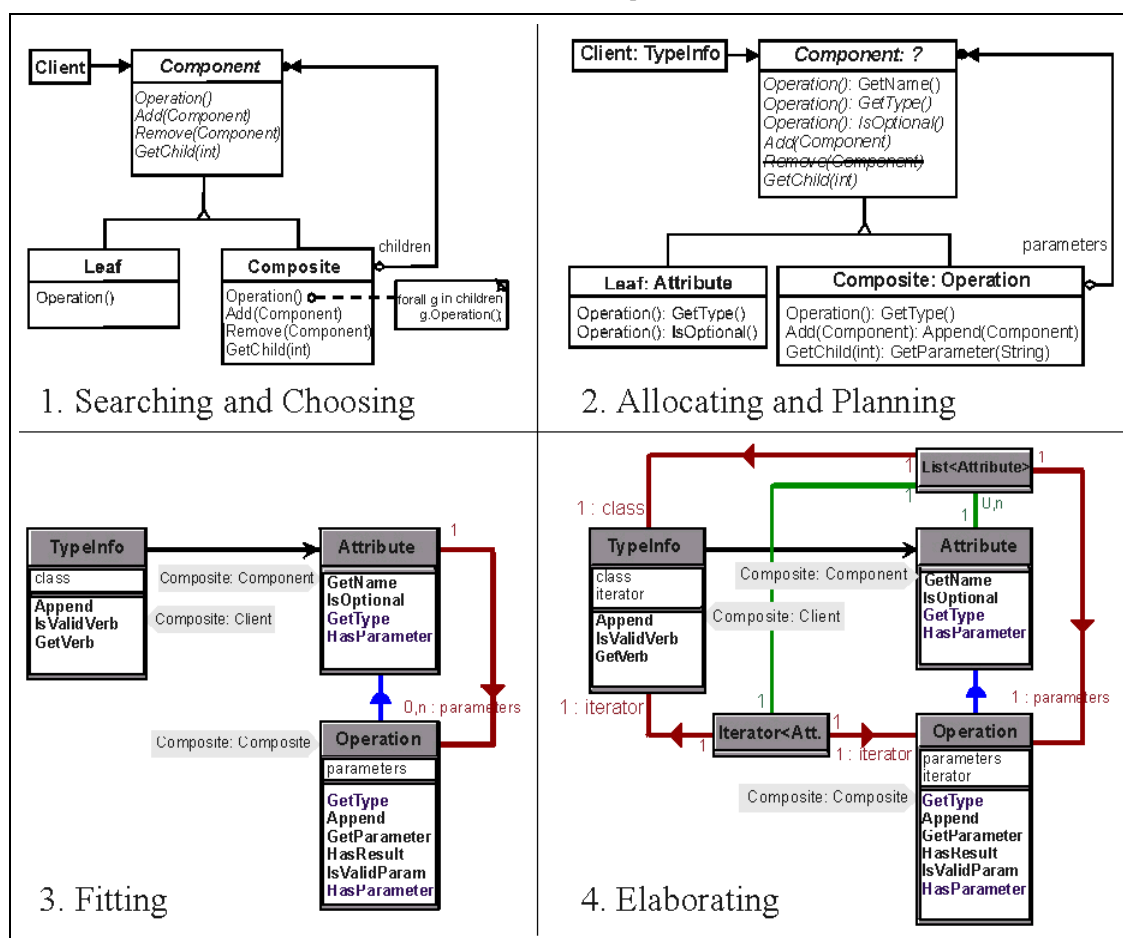 Client
Component
Operation()
Add(Component)
Remove(Component)
GetChild(int)
children
Leaf
Operation()
Composite
Operation()
Add(Component)
Remove(Component)
GetChild(int)
forall g in children
g.Operation();
1. Searching and Choosing
Client: TypeInfo
Component: ?
Operation(): GetName()
Operation(): GetType()
Operation(): IsOptional()
Add(Component)
Remove(Component)
GetChild(int)
parameters
Leaf: Attribute
Operation(): GetType()
Operation(): IsOptional()
Composite: Operation
Operation(): GetType()
Add(Component): Append(Component)
GetChild(int): GetParameter(String)
2. Allocating and Planning
TypeInfo
class
Append
IsValidVerb
GetVerb
Composite: Component
Composite: Client
Attribute
GetName
IsOptional
GetType
HasParameter
1
0,n : parameters
Composite: Composite
Operation
parameters
GetType
Append
GetParameter
HasResult
IsValidParam
HasParameter
3. Fitting
1
List<Attribute>
1
1
1 : class
0,n
1
TypeInfo
class
iterator
Append
IsValidVerb
GetVerb
Composite: Component
Composite: Client
Attribute
GetName
IsOptional
GetType
HasParameter
1 : iterator
1
1 : parameters
1
Iterator<Att.
1
1 : iterator
Composite: Composite
Operation
parameters
iterator
GetType
Append
GetParameter
HasResult
IsValidParam
HasParameter
4. Elaborating